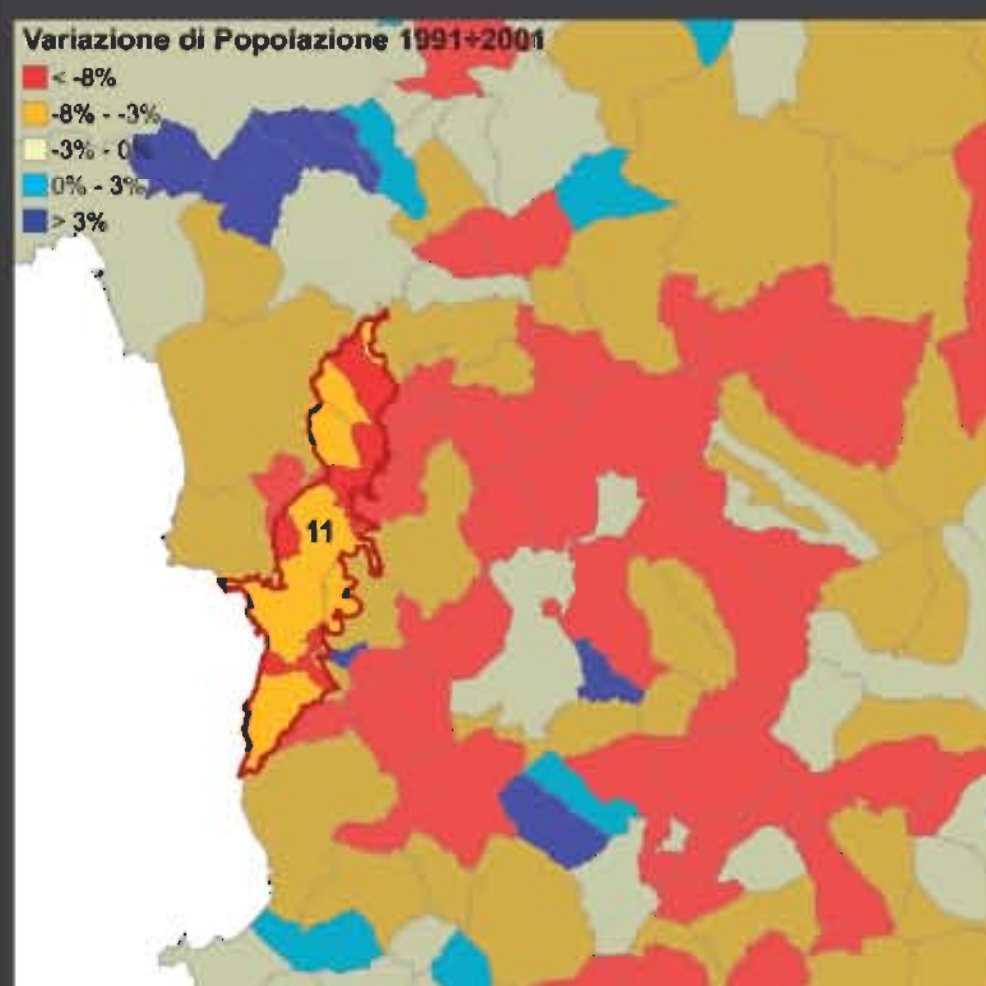 Variazione di Popolazione 1991÷2001
< -8%
-8% - -3%
-3% - 0%
0% - 3%
> 3%
11